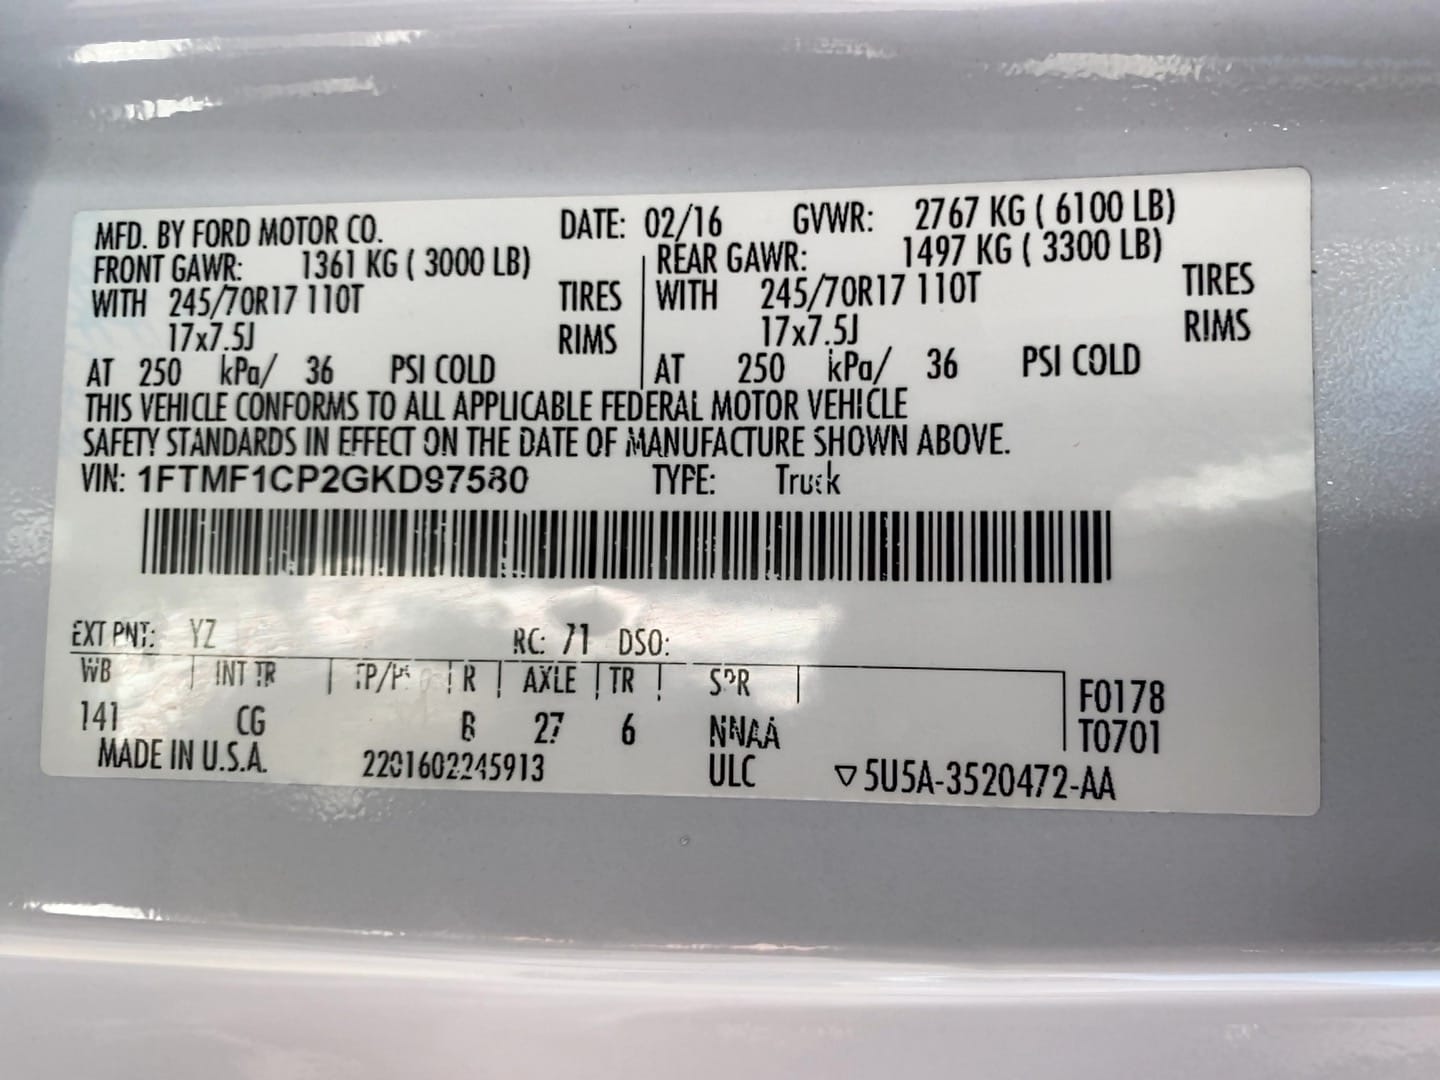 MFD. BY FORD MOTOR CO. DATE: 02/16 GVWR: 2767 KG ( 6100 LB)
FRONT GAWR: 1361 KG ( 3000 LB) REAR GAWR: 1497 KG ( 3300 LB)
WITH 245/70R17 110T TIRES WITH 245/70R17 110T TIRES
17x7.5J RIMS 17x7.5J RIMS
AT 250 kPa/ 36 PSI COLD AT 250 kPa/ 36 PSI COLD
THIS VEHICLE CONFORMS TO ALL APPLICABLE FEDERAL MOTOR VEHICLE
SAFETY STANDARDS IN EFFECT ON THE DATE OF MANUFACTURE SHOWN ABOVE.
VIN: 1FTMF1CP2GKD97580 TYPE: Truck
EXT PNT: YZ RC: 71 DSO:
WB INT TR R AXLE TR SPR
141 CG B 27 6 NNAA
F0178
T0701
MADE IN U.S.A. 2201602245913 ULC ▽5U5A-3520472-AA